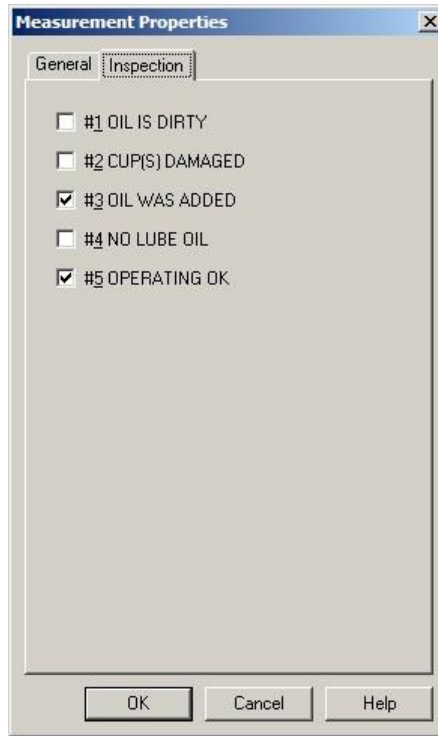 Measurement Properties
General Inspection
#1 OIL IS DIRTY
#2 CUP(S) DAMAGED
#3 OIL WAS ADDED
#4 NO LUBE OIL
#5 OPERATING OK
OK Cancel Help